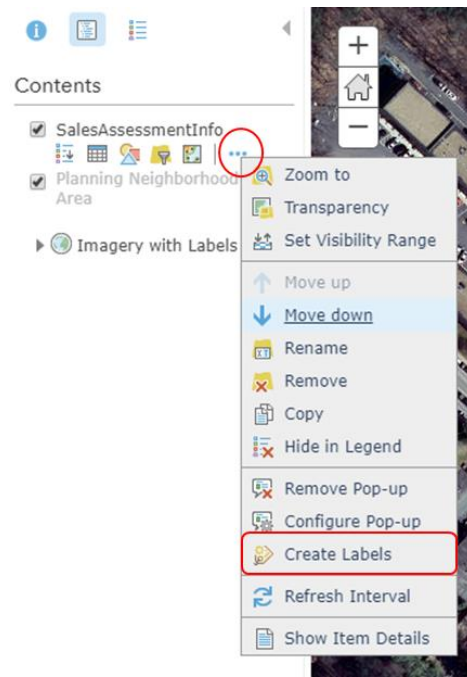 Contents
SalesAssessmentInfo
Planning Neighborhood
Area
Imagery with Labels
+
−
Zoom to
Transparency
Set Visibility Range
Move up
Move down
Rename
Remove
Copy
Hide in Legend
Remove Pop-up
Configure Pop-up
Create Labels
Refresh Interval
Show Item Details